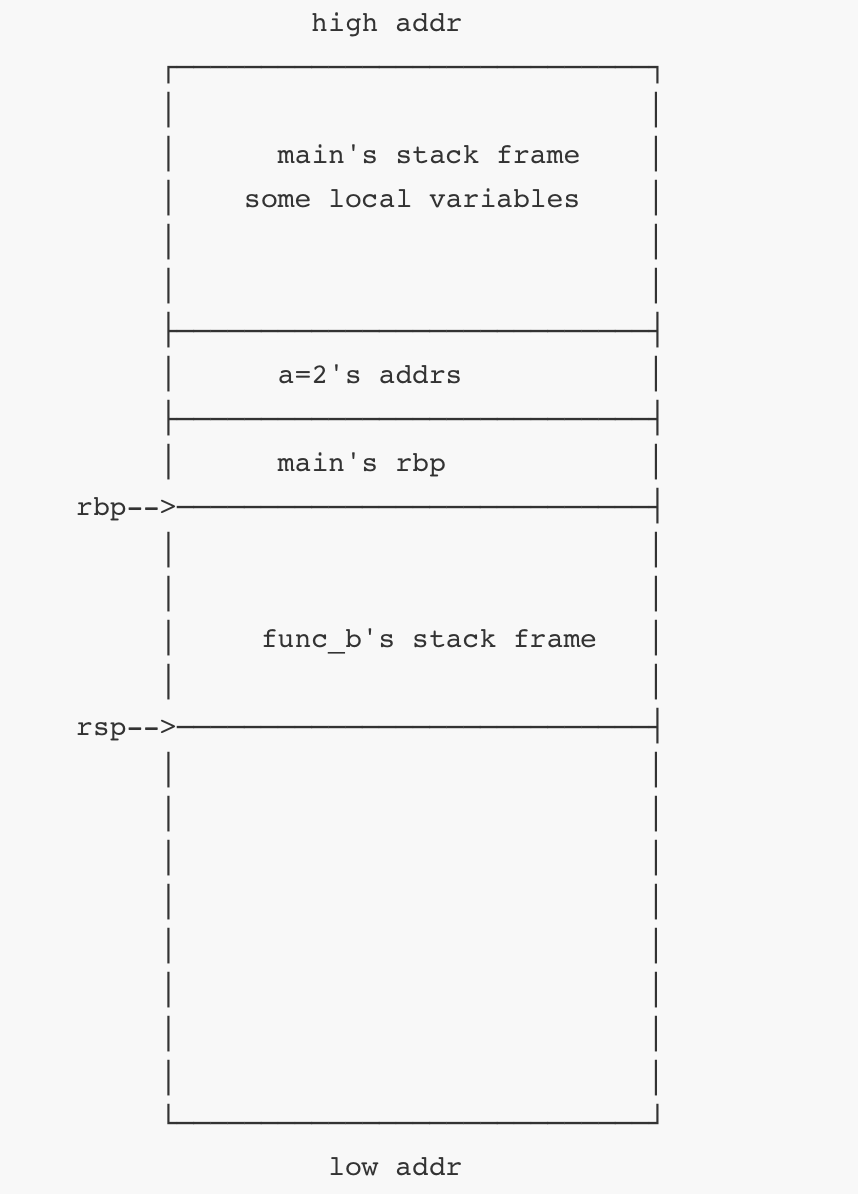 high addr
main's stack frame
some local variables
a=2's addrs
main's rbp
rbp-->
func_b's stack frame
rsp-->
low addr